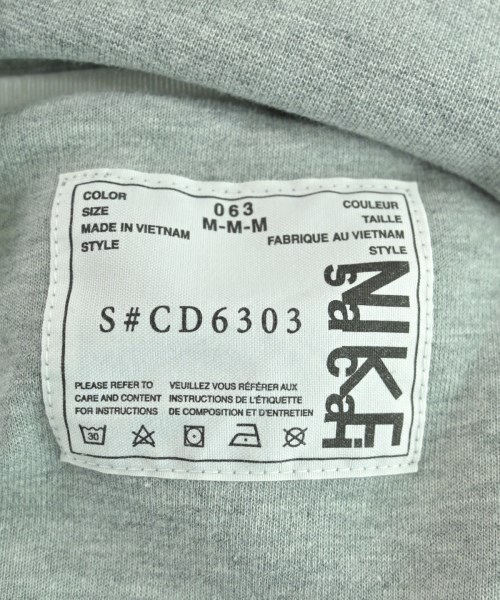 COLOR 063 COULEUR
SIZE M-M-M TAILLE
MADE IN VIETNAM FABRIQUE AU VIETNAM
STYLE STYLE
S#CD6303
NIKE
sacai
PLEASE REFER TO
CARE AND CONTENT
FOR INSTRUCTIONS
VEUILLEZ VOUS RÉFÉRER AUX
INSTRUCTIONS DE L'ÉTIQUETTE
DE COMPOSITION ET D'ENTRETIEN
30